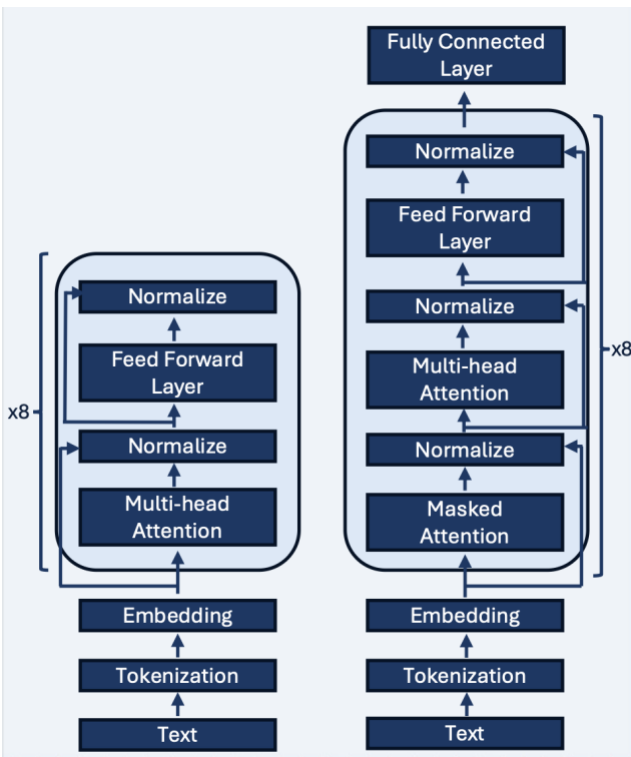 Normalize
Feed Forward
Layer
Normalize
Multi-head
Attention
x8
Embedding
Tokenization
Text
Fully Connected
Layer
Normalize
Feed Forward
Layer
Normalize
Multi-head
Attention
Normalize
Masked
Attention
x8
Embedding
Tokenization
Text